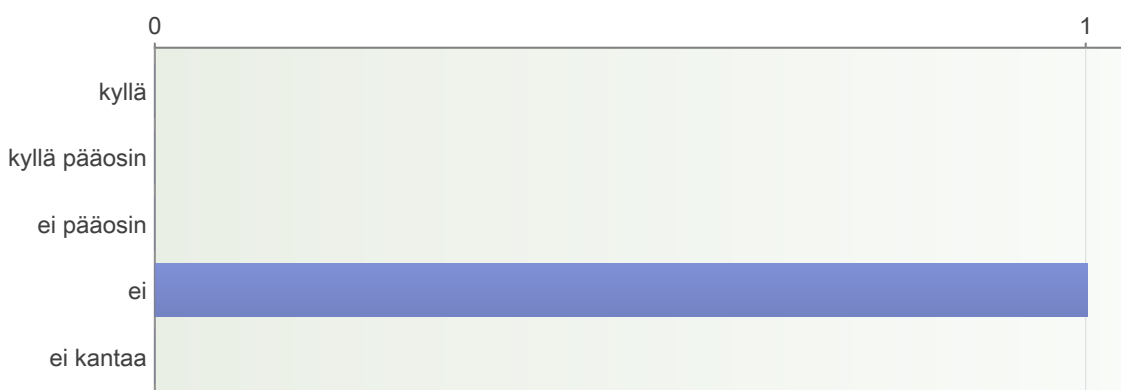 0 1
kyllä
kyllä pääosin
ei pääosin
ei
ei kantaa